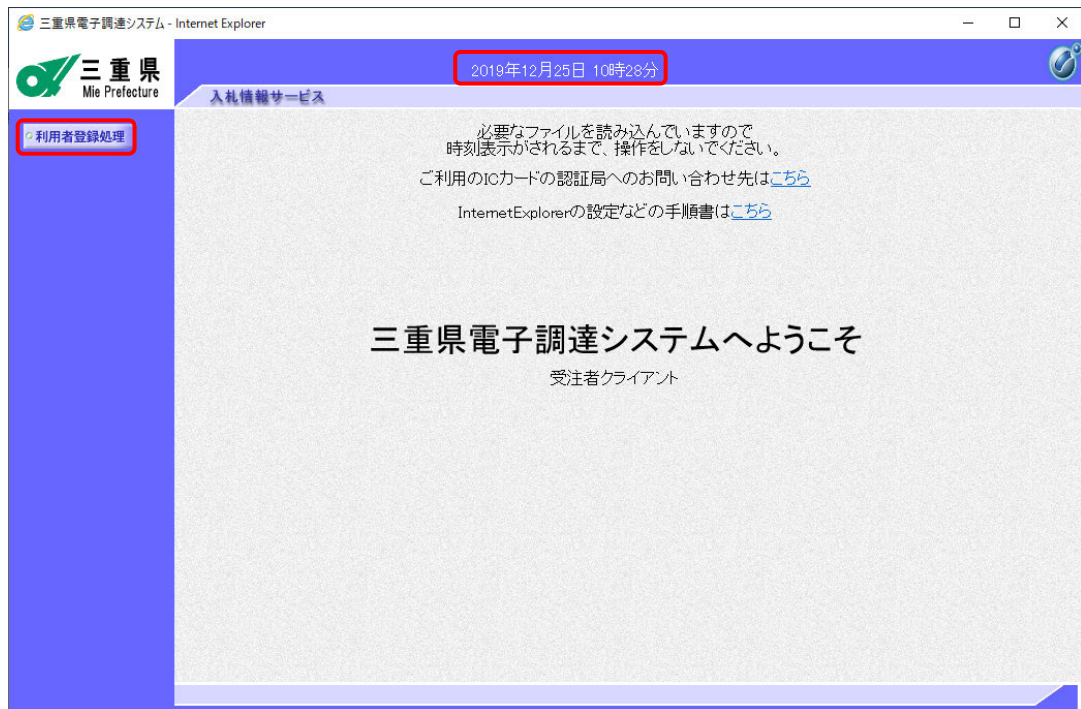 三重県電子調達システム - Internet Explorer
三重県
Mie Prefecture
2019年12月25日 10時28分
入札情報サービス
利用者登録処理
必要なファイルを読み込んでいますので
時刻表示がされるまで、操作をしないでください。
ご利用のICカードの認証局へのお問い合わせ先はこちら
InternetExplorerの設定などの手順書はこちら
三重県電子調達システムへようこそ
受注者クライアント